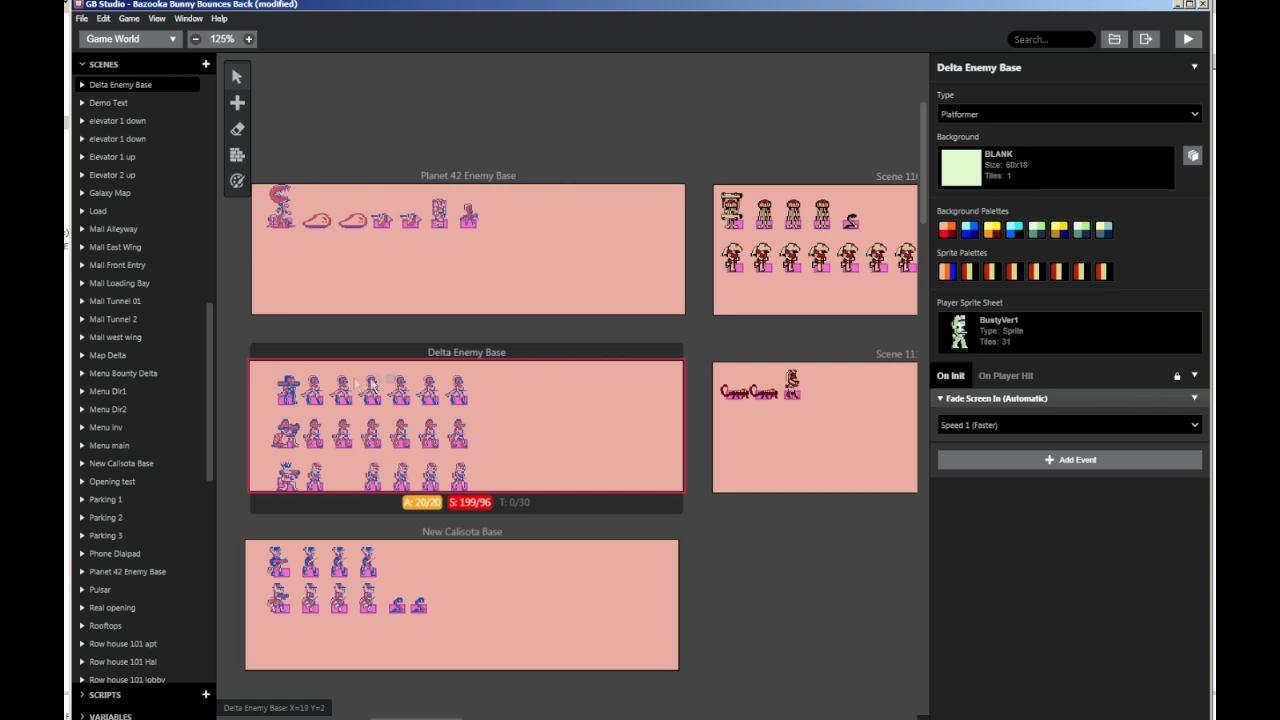 GB Studio - Bazooka Bunny Bounces Back (modified)
File Edit Game View Window Help
Game World
125%
Search...
SCENES
Delta Enemy Base
Demo Text
elevator 1 down
elevator 1 down
Elevator 1 up
Elevator 2 up
Galaxy Map
Load
Mall Alleyway
Mall East Wing
Mall Front Entry
Mall Loading Bay
Mall Tunnel 01
Mall Tunnel 2
Mall west wing
Map Delta
Menu Bounty Delta
Menu Dir1
Menu Dir2
Menu Inv
Menu main
New Calisota Base
Opening test
Parking 1
Parking 2
Parking 3
Phone Dialpad
Planet 42 Enemy Base
Pulsar
Real opening
Rooftops
Row house 101 apt
Row house 101 Hal
Row house 101 lobby
SCRIPTS
VARIABLES
Planet 42 Enemy Base
Scene 11
Delta Enemy Base
Scene 11
A: 20/20 S: 199/96 T: 0/30
New Calisota Base
Delta Enemy Base: X=19 Y=2
Delta Enemy Base
Type
Platformer
Background
BLANK
Size: 60x18
Tiles: 1
Background Palettes
Sprite Palettes
Player Sprite Sheet
BustyVer1
Type: Sprite
Tiles: 31
On Init On Player Hit
Fade Screen In (Automatic)
Speed 1 (Faster)
Add Event